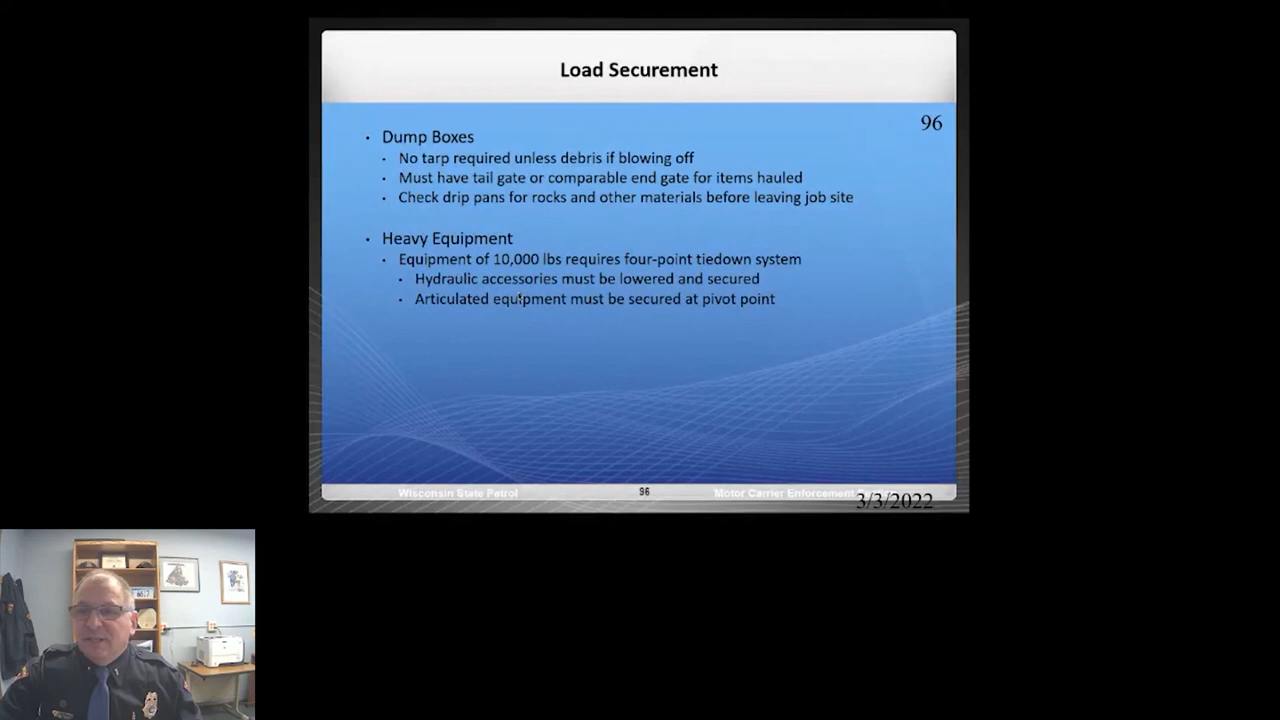 Load Securement
96
• Dump Boxes
• No tarp required unless debris if blowing off
• Must have tail gate or comparable end gate for items hauled
• Check drip pans for rocks and other materials before leaving job site
• Heavy Equipment
• Equipment of 10,000 lbs requires four-point tiedown system
• Hydraulic accessories must be lowered and secured
• Articulated equipment must be secured at pivot point
Wisconsin State Patrol
96
Motor Carrier Enforcement
3/3/2022